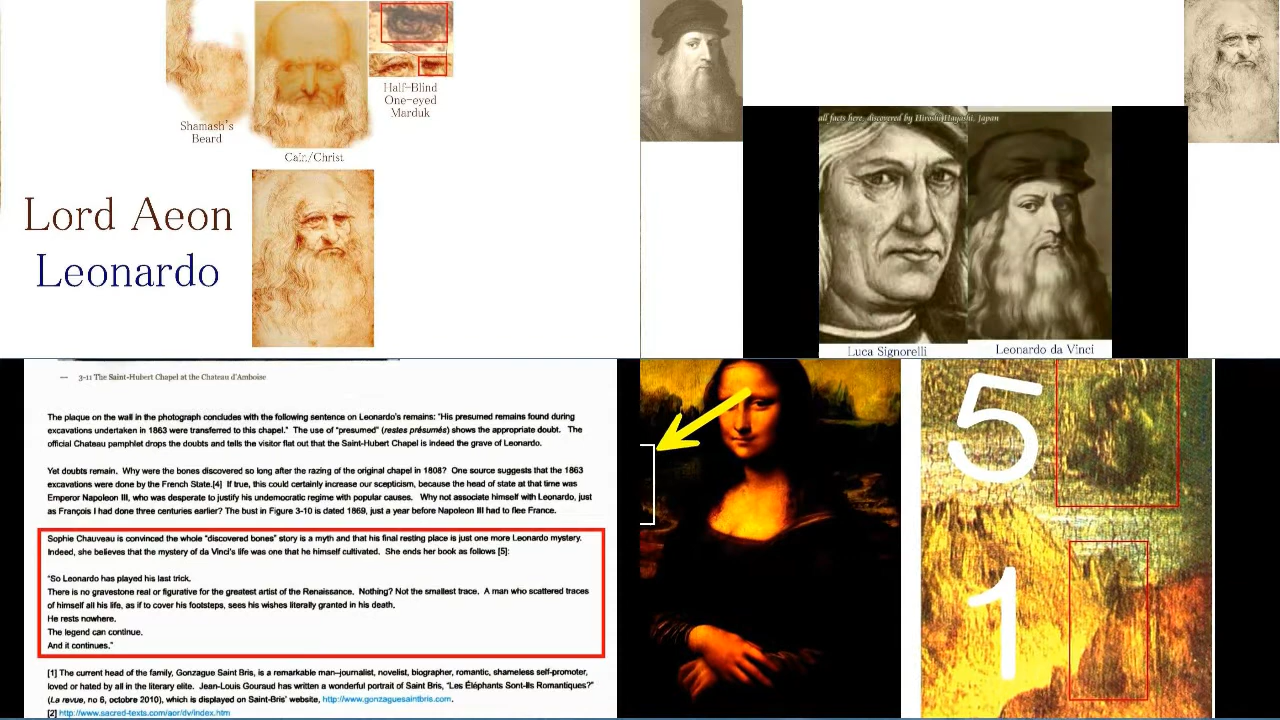 Shamash's
Beard
Cain/Christ
Half-Blind
One-eyed
Marduk
Lord Aeon
Leonardo
all facts here. discovered by Hiroshi Hayashi. Japan
Luca Signorelli
Leonardo da Vinci
3-11 The Saint-Hubert Chapel at the Chateau d'Amboise
The plaque on the wall in the photograph concludes with the following sentence on Leonardo's remains: "His presumed remains found during
excavations undertaken in 1863 were transferred to this chapel." The use of "presumed" (restes présumés) shows the appropriate doubt. The
official Chateau pamphlet drops the doubts and tells the visitor flat out that the Saint-Hubert Chapel is indeed the grave of Leonardo.
Yet doubts remain. Why were the bones discovered so long after the razing of the original chapel in 1808? One source suggests that the 1863
excavations were done by the French State.[4] If true, this could certainly increase our scepticism, because the head of state at that time was
Emperor Napoleon III, who was desperate to justify his undemocratic regime with popular causes. Why not associate himself with Leonardo, just
as François I had done three centuries earlier? The bust in Figure 3-10 is dated 1869, just a year before Napoleon III had to flee France.
Sophie Chauveau is convinced the whole "discovered bones" story is a myth and that his final resting place is just one more Leonardo mystery.
Indeed, she believes that the mystery of da Vinci's life was one that he himself cultivated. She ends her book as follows [5]:
"So Leonardo has played his last trick.
There is no gravestone real or figurative for the greatest artist of the Renaissance. Nothing? Not the smallest trace. A man who scattered traces
of himself all his life, as if to cover his footsteps, sees his wishes literally granted in his death.
He rests nowhere.
The legend can continue.
And it continues."
[1] The current head of the family, Gonzague Saint Bris, is a remarkable man–journalist, novelist, biographer, romantic, shameless self-promoter,
loved or hated by all in the literary elite. Jean-Louis Gouraud has written a wonderful portrait of Saint Bris, "Les Éléphants Sont-Ils Romantiques?"
(La revue, no 6, octobre 2010), which is displayed on Saint-Bris' website, http://www.gonzaguesaintbris.com.
[2] http://www.sacred-texts.com/aor/dv/index.htm
5
1